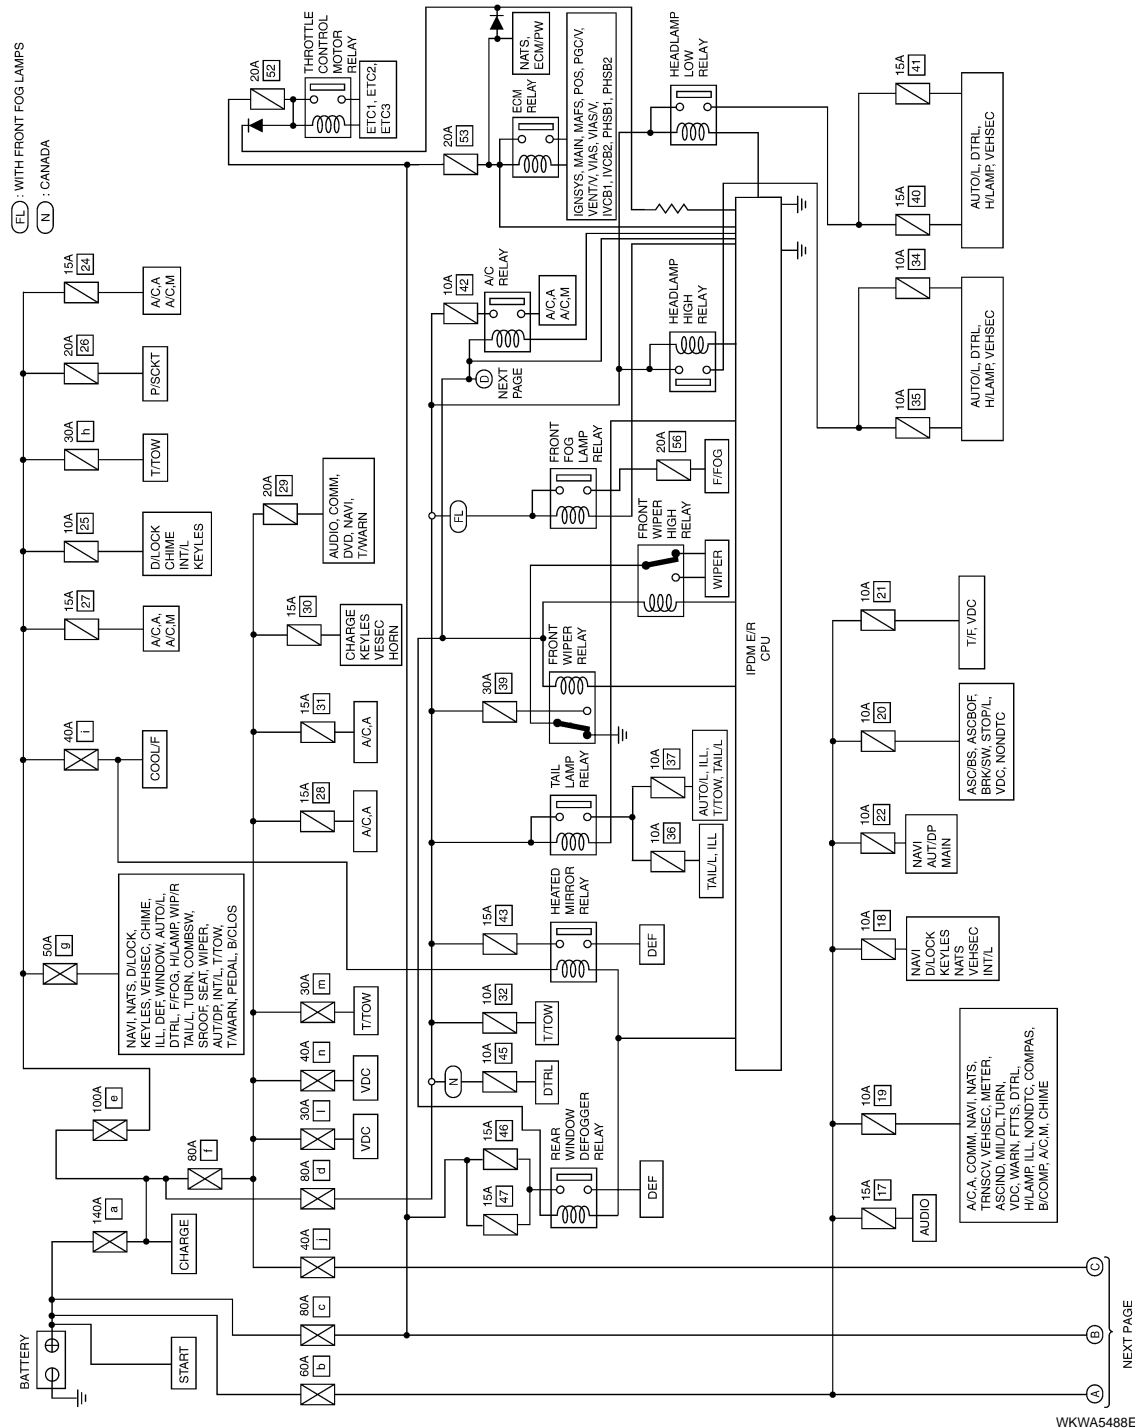 BATTERY
START
140A
a
CHARGE
100A
e
80A
f
60A
b
80A
c
40A
j
80A
d
30A
l
VDC
40A
n
VDC
30A
m
T/TOW
50A
g
NAVI, NATS, D/LOCK,
KEYLES, VEHSEC, CHIME,
ILL, DEF, WINDOW, AUTO/L,
DTRL, F/FOG, H/LAMP, WIP/R
TAIL/L, TURN, COMBSW,
SROOF, SEAT, WIPER,
AUT/DP, INT/L, T/TOW,
T/WARN, PEDAL, B/CLOS
40A
i
COOL/F
15A
27
A/C,A,
A/C,M
10A
25
D/LOCK
CHIME
INT/L
KEYLES
30A
h
T/TOW
20A
26
P/SCKT
15A
24
A/C,A
A/C,M
FL : WITH FRONT FOG LAMPS
N : CANADA
15A
28
A/C,A
15A
31
A/C,A
15A
30
CHARGE
KEYLES
VESEC
HORN
20A
29
AUDIO, COMM,
DVD, NAVI,
T/WARN
20A
52
THROTTLE
CONTROL
MOTOR
RELAY
ETC1, ETC2,
ETC3
15A
47
15A
46
REAR
WINDOW
DEFOGGER
RELAY
DEF
N
10A
45
DTRL
10A
32
T/TOW
15A
43
HEATED
MIRROR
RELAY
DEF
TAIL
LAMP
RELAY
10A
36
TAIL/L, ILL
10A
37
AUTO/L, ILL,
T/TOW, TAIL/L
30A
39
FRONT
WIPER
RELAY
FRONT
WIPER
HIGH
RELAY
WIPER
FL
FRONT
FOG
LAMP
RELAY
20A
56
F/FOG
D
NEXT
PAGE
10A
42
A/C
RELAY
A/C,A
A/C,M
HEADLAMP
HIGH
RELAY
20A
53
ECM
RELAY
NATS,
ECM/PW
IGNSYS, MAIN, MAFS, POS, PGC/V,
VENT/V, VIAS, VIAS/V,
IVCB1, IVCB2, PHSB1, PHSB2
HEADLAMP
LOW
RELAY
IPDM E/R
CPU
15A
17
AUDIO
10A
19
A/C,A, COMM, NAVI, NATS,
TRNSCV, VEHSEC, METER,
ASCIND, MIL/DL,TURN,
VDC, WARN, FTTS, DTRL,
H/LAMP, ILL, NONDTC, COMPAS,
B/COMP, A/C,M, CHIME
10A
18
NAVI
D/LOCK
KEYLES
NATS
VEHSEC
INT/L
10A
22
NAVI
AUT/DP
MAIN
10A
20
ASC/BS, ASCBOF,
BRK/SW, STOP/L,
VDC, NONDTC
10A
21
T/F, VDC
10A
35
10A
34
AUTO/L, DTRL,
H/LAMP, VEHSEC
15A
40
15A
41
AUTO/L, DTRL,
H/LAMP, VEHSEC
A
B
C
NEXT PAGE
WKWA5488E